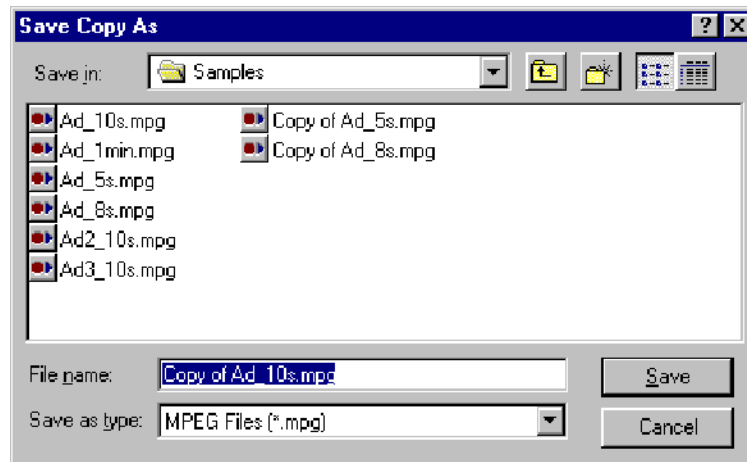 Save Copy As
Save in: Samples
Ad_10s.mpg
Ad_1min.mpg
Ad_5s.mpg
Ad_8s.mpg
Ad2_10s.mpg
Ad3_10s.mpg
Copy of Ad_5s.mpg
Copy of Ad_8s.mpg
File name: Copy of Ad_10s.mpg
Save
Save as type: MPEG Files (*.mpg)
Cancel